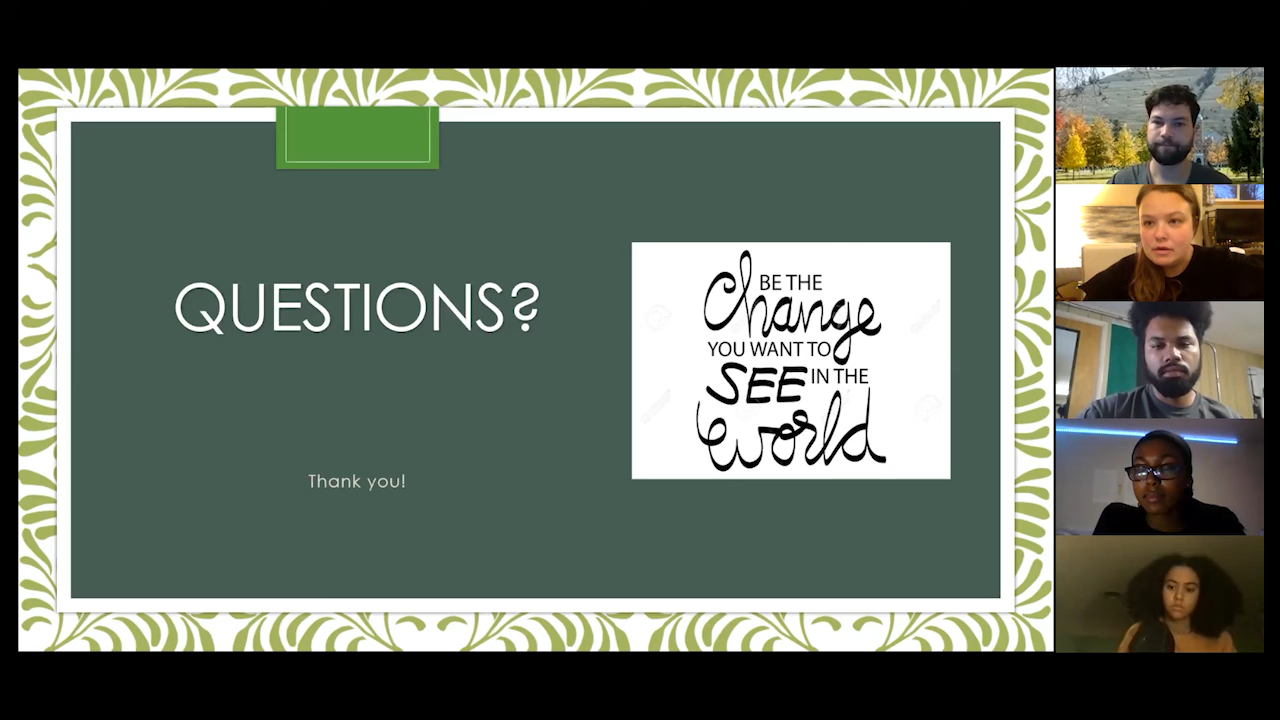 QUESTIONS?
Thank you!
BE THE
change
YOU WANT TO
SEE IN THE
world